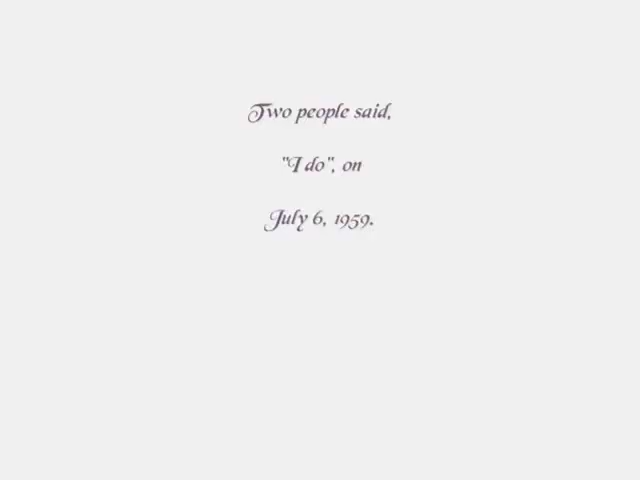 Two people said,
"I do", on
July 6, 1959.